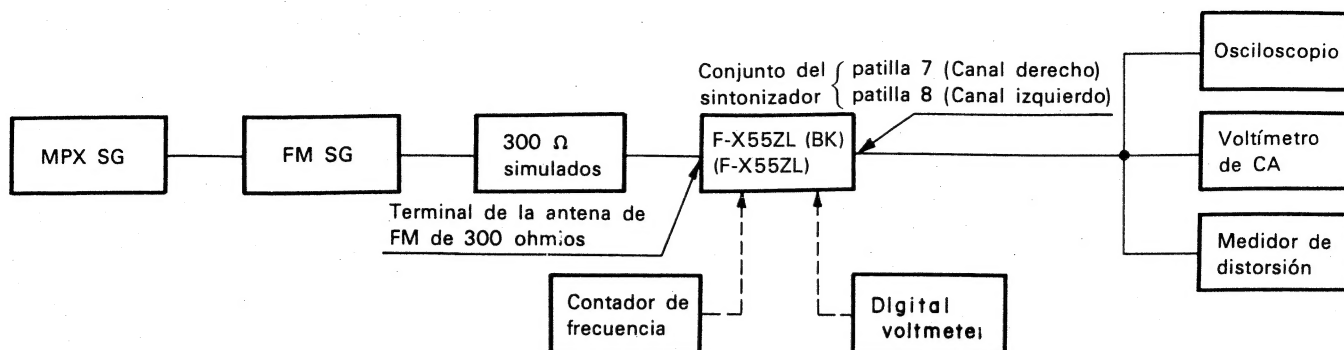 Osciloscopio
Conjunto del
sintonizador
patilla 7 (Canal derecho)
patilla 8 (Canal izquierdo)
MPX SG
FM SG
300 Ω
simulados
F-X55ZL (BK)
(F-X55ZL)
Voltímetro
de CA
Terminal de la antena de
FM de 300 ohmios
Medidor de
distorsión
Contador de
frecuencia
Digital
voltmeter